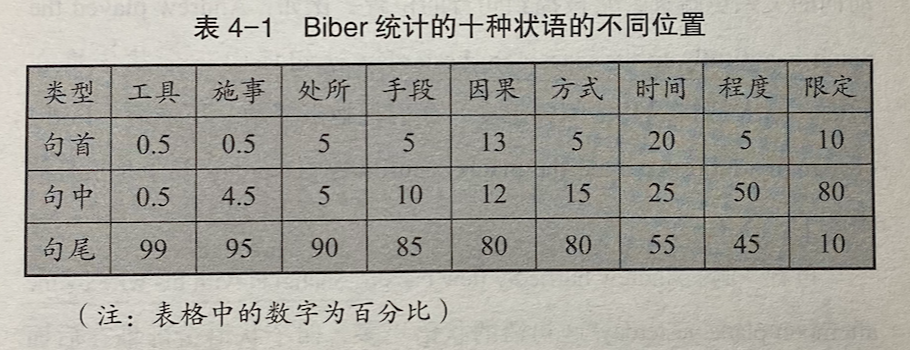 表 4-1 Biber 统计的十种状语的不同位置
类型 工具 施事 处所 手段 因果 方式 时间 程度 限定
句首 0.5 0.5 5 5 13 5 20 5 10
句中 0.5 4.5 5 10 12 15 25 50 80
句尾 99 95 90 85 80 80 55 45 10
（注：表格中的数字为百分比）